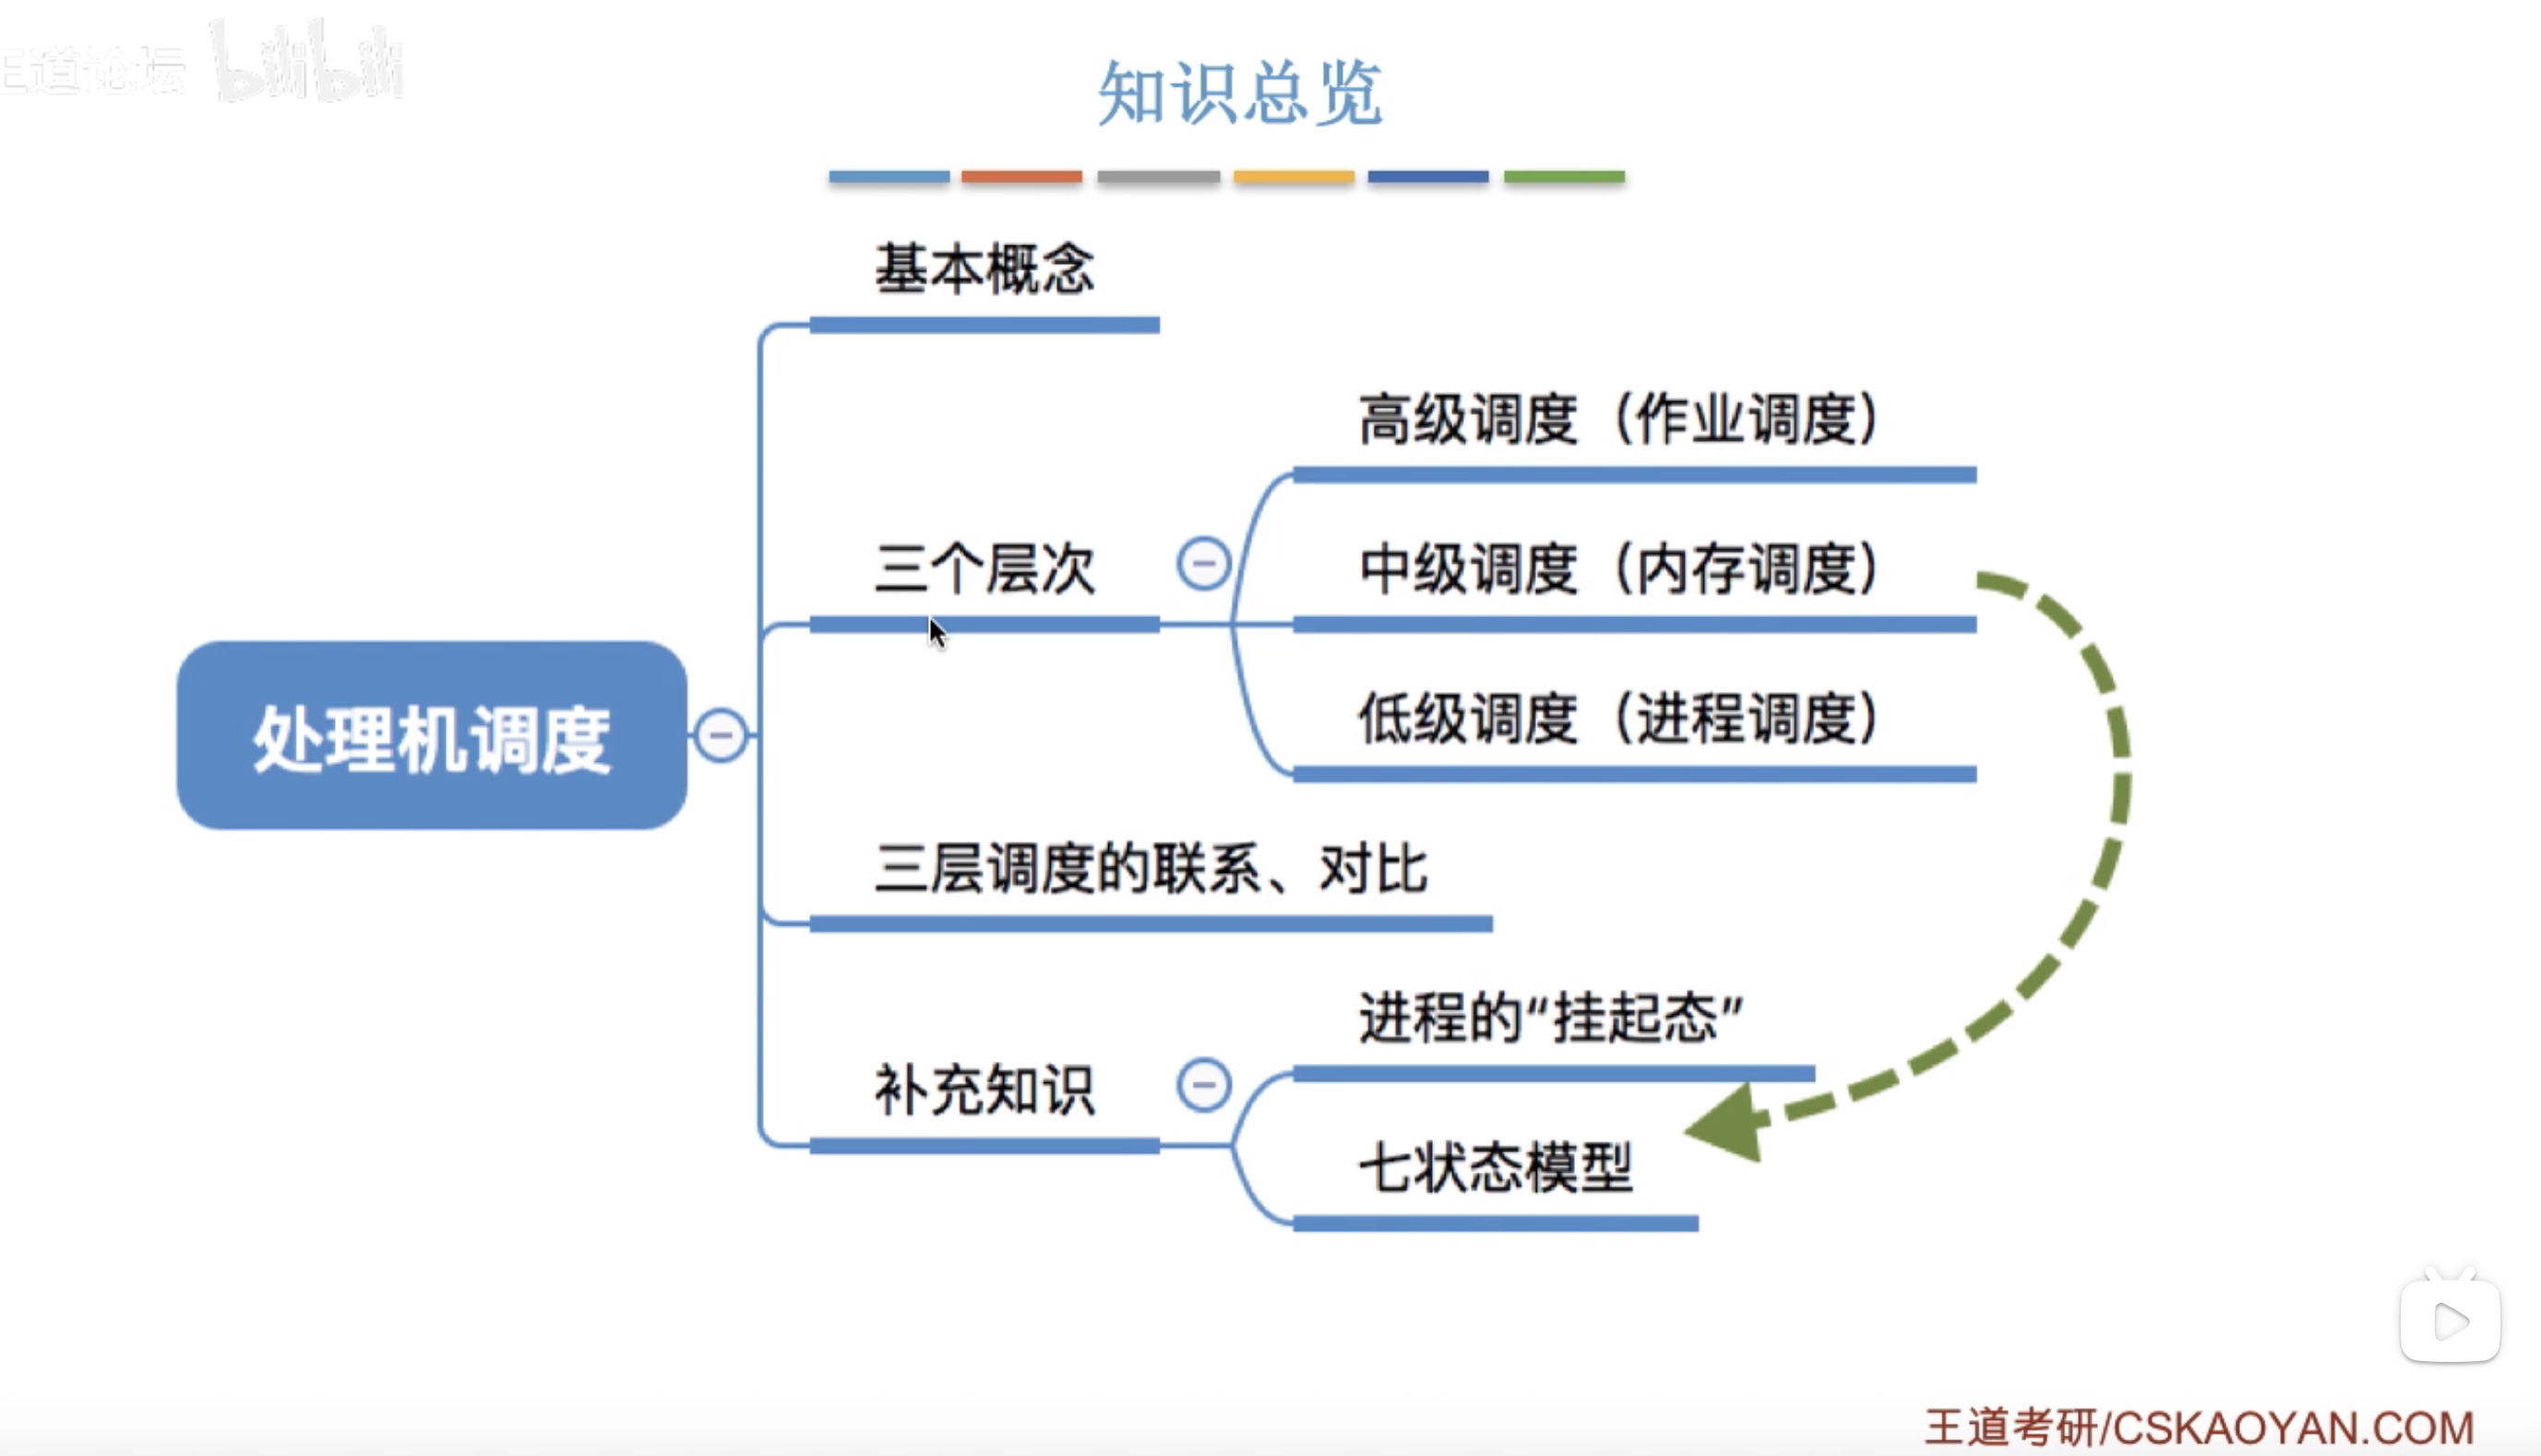 王道论坛 bilibili
知识总览
基本概念
高级调度（作业调度）
三个层次
中级调度（内存调度）
低级调度（进程调度）
处理机调度
三层调度的联系、对比
进程的“挂起态”
补充知识
七状态模型
王道考研/CSKAOYAN.COM